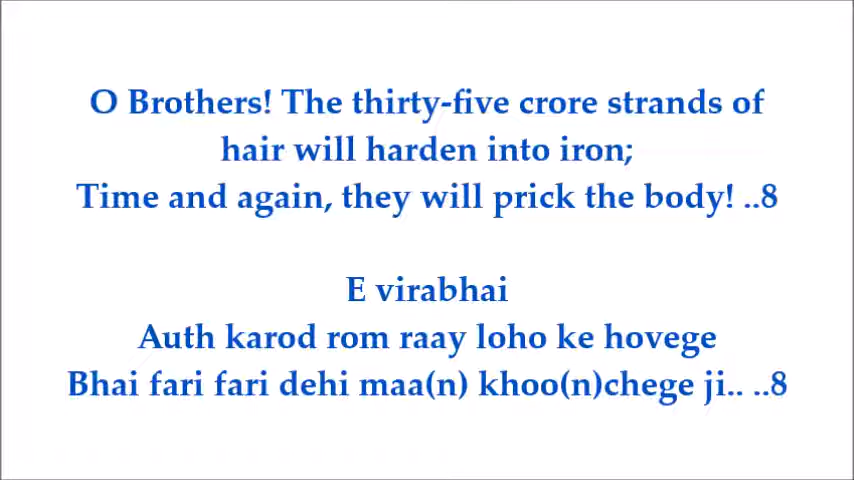 O Brothers! The thirty-five crore strands of
hair will harden into iron;
Time and again, they will prick the body! ..8
E virabhai
Auth karod rom raay loho ke hovege
Bhai fari fari dehi maa(n) khoo(n)chege ji.. ..8